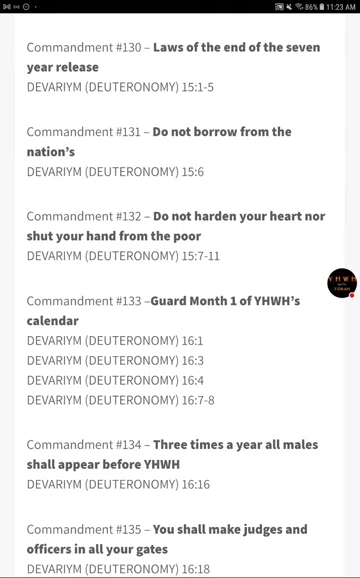 86% 11:23 AM
Commandment #130 – Laws of the end of the seven
year release
DEVARIYM (DEUTERONOMY) 15:1-5
Commandment #131 – Do not borrow from the
nation's
DEVARIYM (DEUTERONOMY) 15:6
Commandment #132 – Do not harden your heart nor
shut your hand from the poor
DEVARIYM (DEUTERONOMY) 15:7-11
Commandment #133 –Guard Month 1 of YHWH's
calendar
DEVARIYM (DEUTERONOMY) 16:1
DEVARIYM (DEUTERONOMY) 16:3
DEVARIYM (DEUTERONOMY) 16:4
DEVARIYM (DEUTERONOMY) 16:7-8
YHWH
TORAH
Commandment #134 – Three times a year all males
shall appear before YHWH
DEVARIYM (DEUTERONOMY) 16:16
Commandment #135 – You shall make judges and
officers in all your gates
DEVARIYM (DEUTERONOMY) 16:18